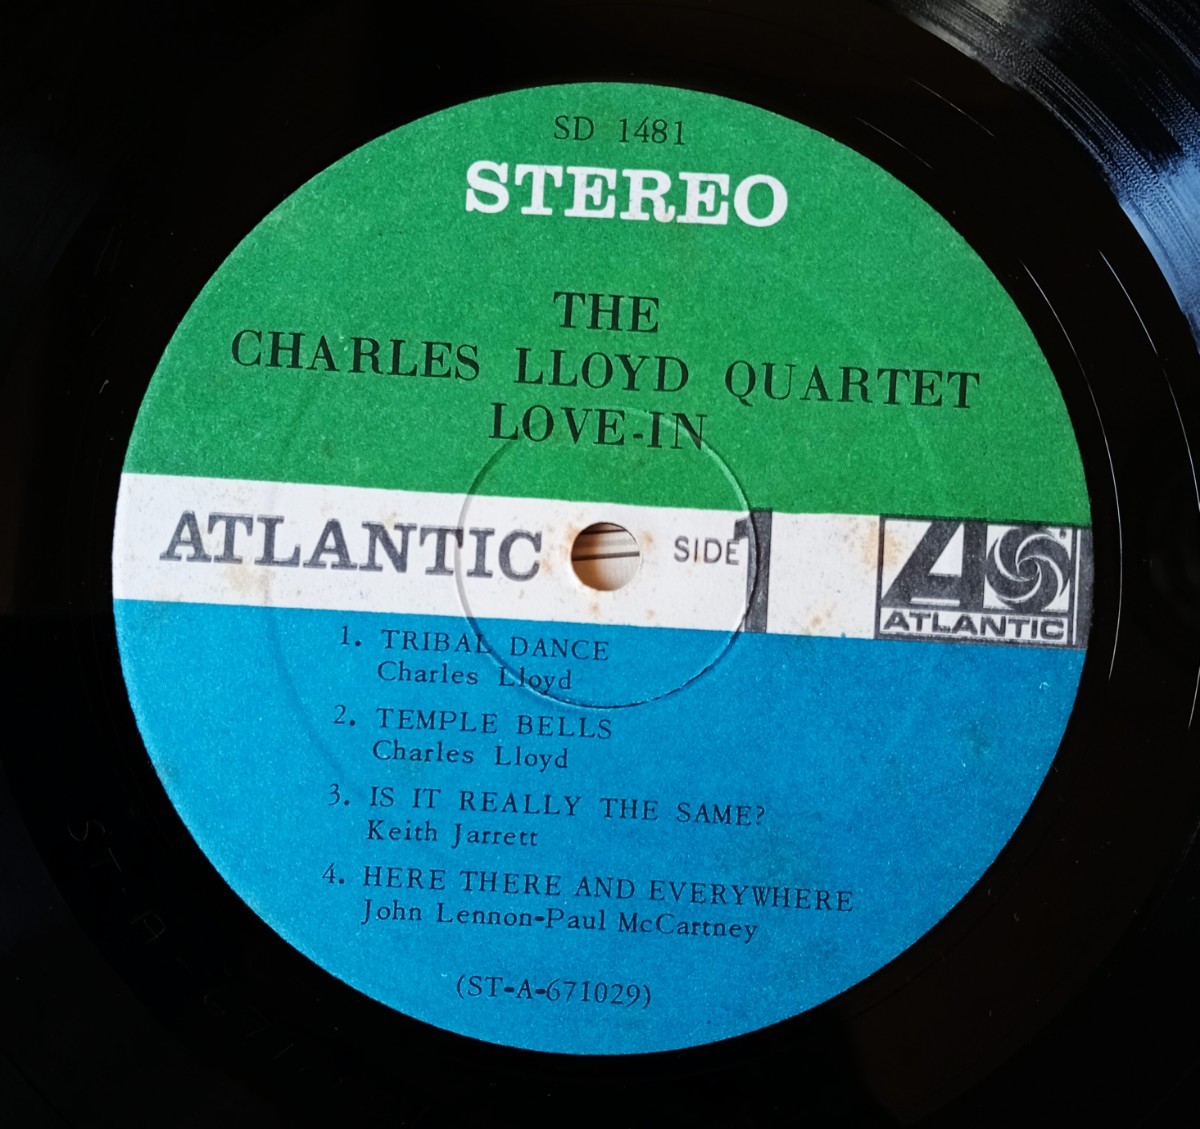 SD 1481
STEREO
THE
CHARLES LLOYD QUARTET
LOVE-IN
ATLANTIC
SIDE 1
ATLANTIC
1. TRIBAL DANCE
Charles Lloyd
2. TEMPLE BELLS
Charles Lloyd
3. IS IT REALLY THE SAME?
Keith Jarrett
4. HERE THERE AND EVERYWHERE
John Lennon-Paul McCartney
(ST-A-671029)
ST-A